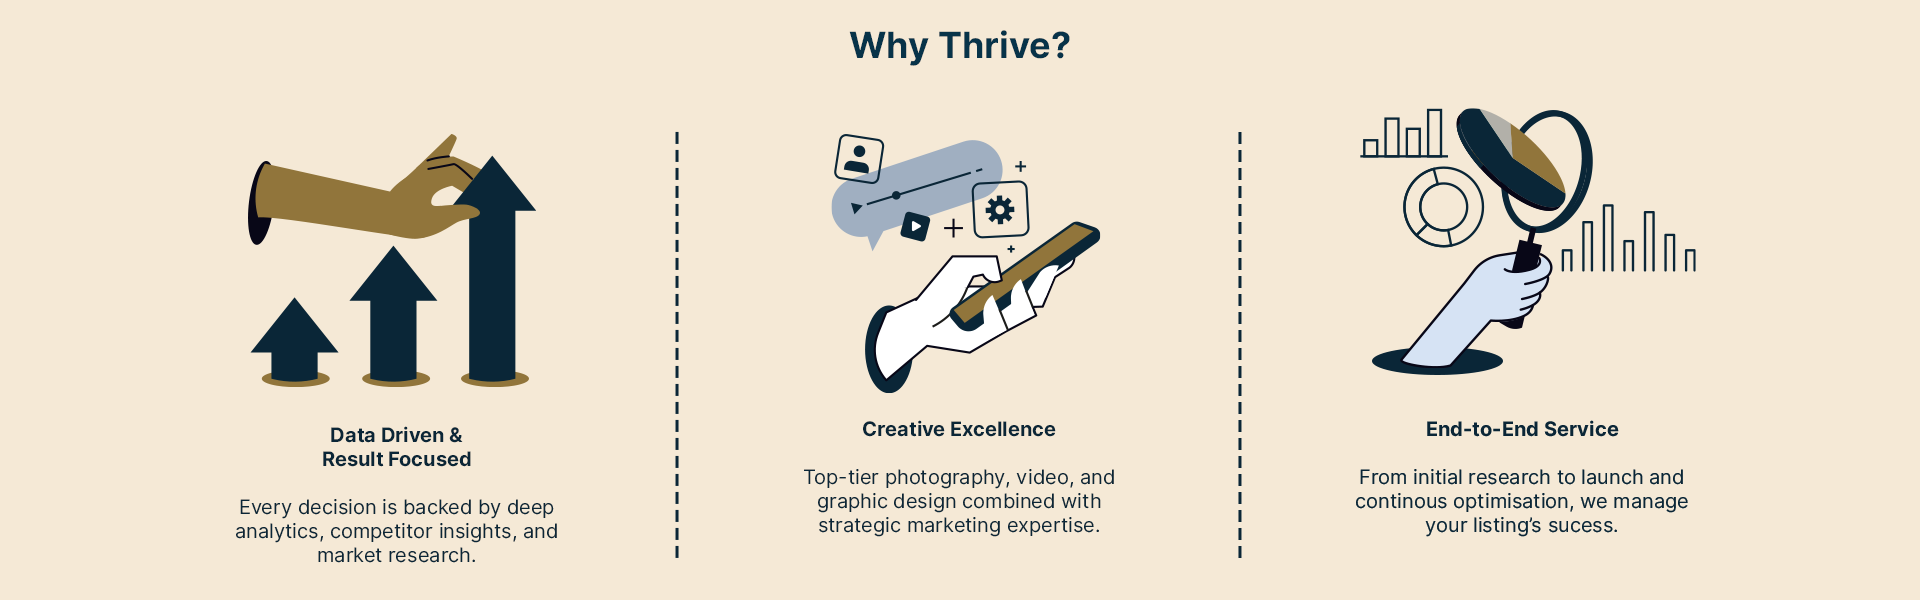 Why Thrive?
Data Driven &
Result Focused
Every decision is backed by deep
analytics, competitor insights, and
market research.
Creative Excellence
Top-tier photography, video, and
graphic design combined with
strategic marketing expertise.
End-to-End Service
From initial research to launch and
continous optimisation, we manage
your listing’s sucess.